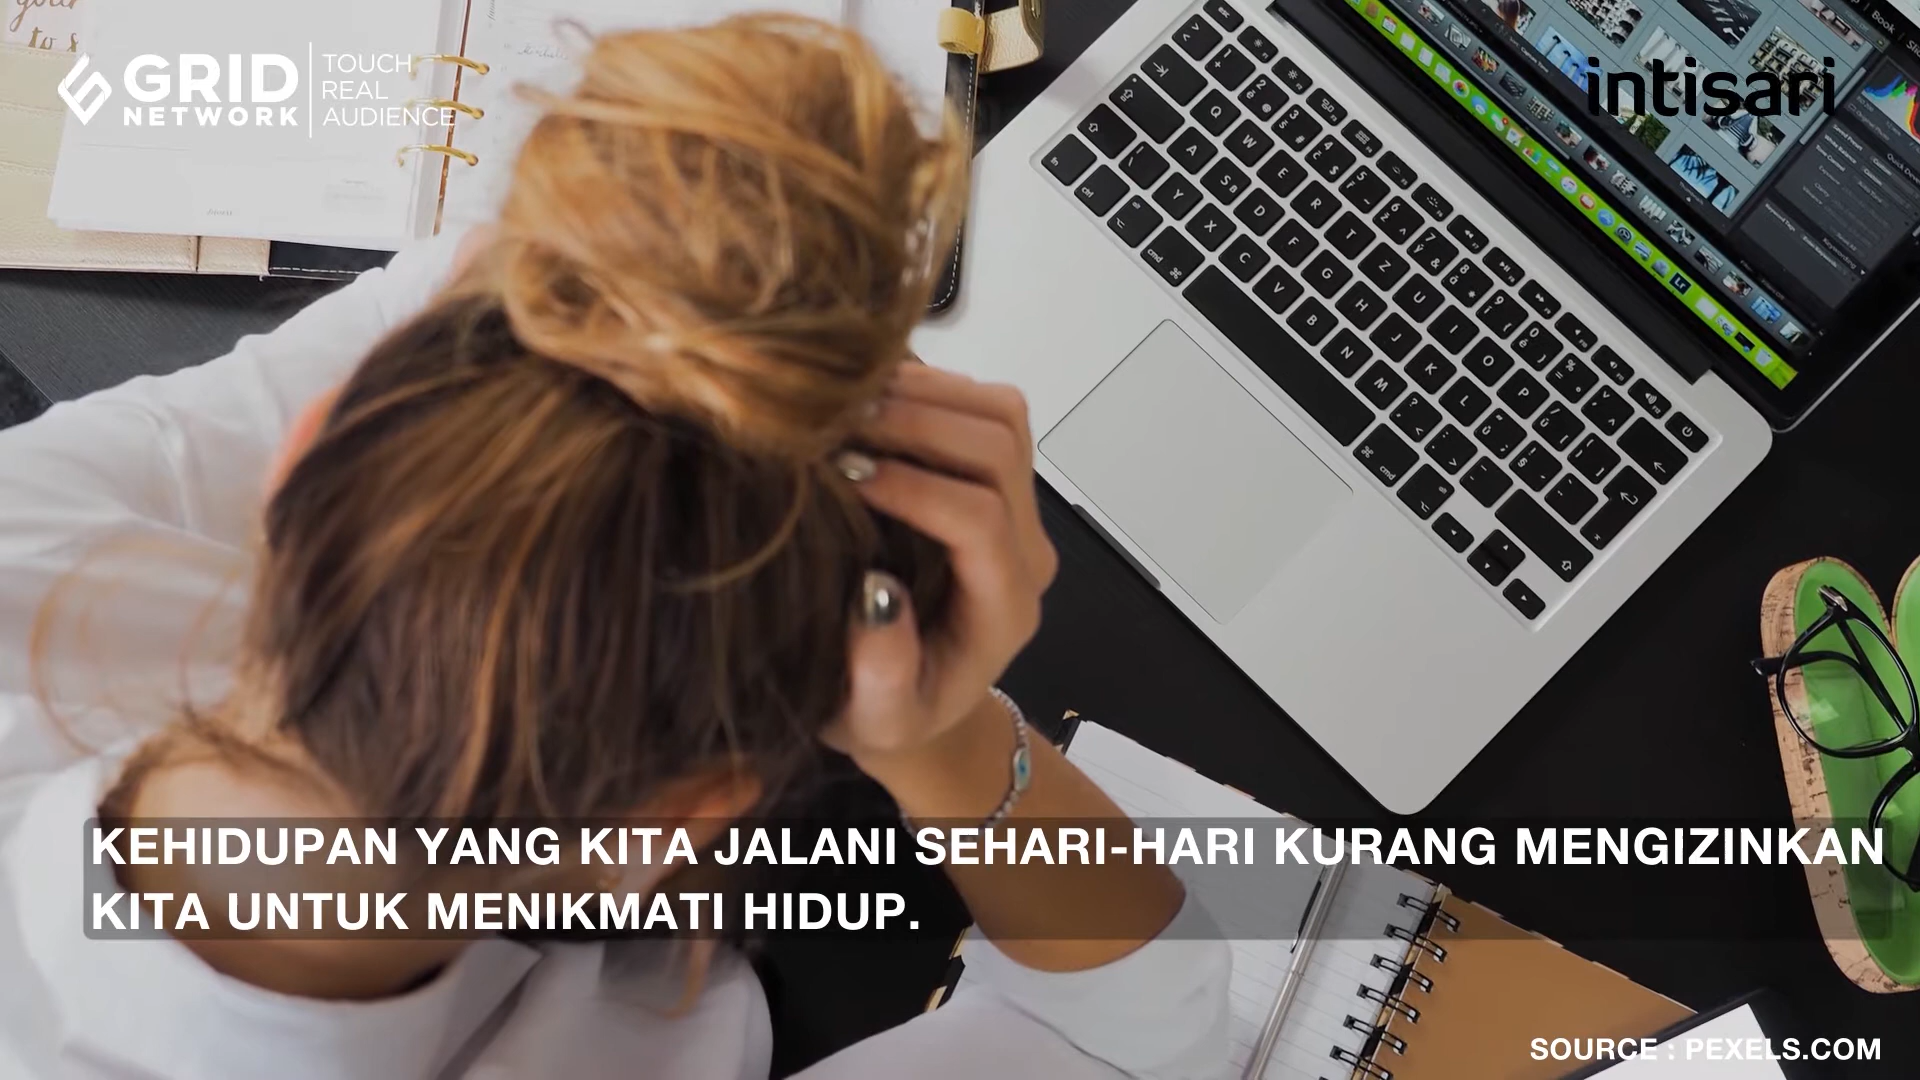 GRID
NETWORK
TOUCH
REAL
AUDIENCE
intisari
KEHIDUPAN YANG KITA JALANI SEHARI-HARI KURANG MENGIZINKAN
KITA UNTUK MENIKMATI HIDUP.
SOURCE : PEXELS.COM